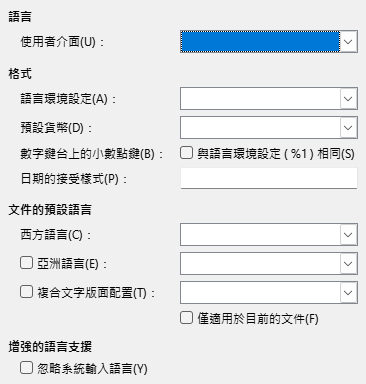 語言
使用者介面(U)：
格式
語言環境設定(A)：
預設貨幣(D)：
數字鍵台上的小數點鍵(B)： 與語言環境設定 ( %1 ) 相同(S)
日期的接受樣式(P)：
文件的預設語言
西方語言(C)：
亞洲語言(E)：
複合文字版面配置(T)：
僅適用於目前的文件(F)
增強的語言支援
忽略系統輸入語言(Y)